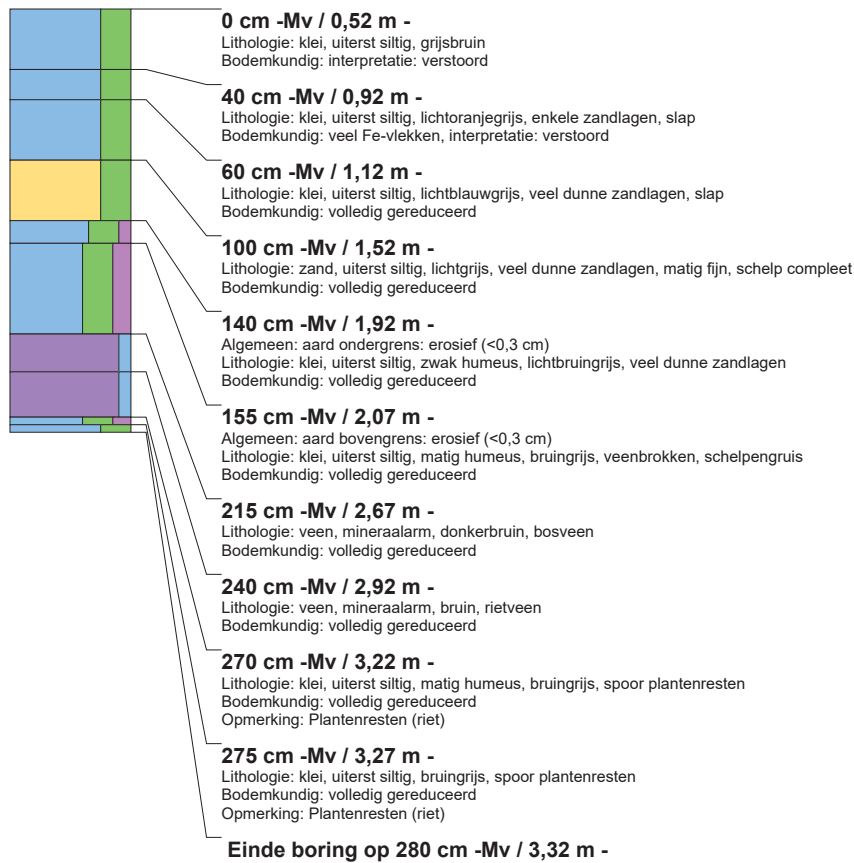 0 cm -Mv / 0,52 m -
Lithologie: klei, uiterst siltig, grijsbruin
Bodemkundig: interpretatie: verstoord
40 cm -Mv / 0,92 m -
Lithologie: klei, uiterst siltig, lichtoranjegrijs, enkele zandlagen, slap
Bodemkundig: veel Fe-vlekken, interpretatie: verstoord
60 cm -Mv / 1,12 m -
Lithologie: klei, uiterst siltig, lichtblauwgrijs, veel dunne zandlagen, slap
Bodemkundig: volledig gereduceerd
100 cm -Mv / 1,52 m -
Lithologie: zand, uiterst siltig, lichtgrijs, veel dunne zandlagen, matig fijn, schelp compleet
Bodemkundig: volledig gereduceerd
140 cm -Mv / 1,92 m -
Algemeen: aard ondergrens: erosief (<0,3 cm)
Lithologie: klei, uiterst siltig, zwak humeus, lichtbruingrijs, veel dunne zandlagen
Bodemkundig: volledig gereduceerd
155 cm -Mv / 2,07 m -
Algemeen: aard bovengrens: erosief (<0,3 cm)
Lithologie: klei, uiterst siltig, matig humeus, bruingrijs, veenbrokken, schelpengruis
Bodemkundig: volledig gereduceerd
215 cm -Mv / 2,67 m -
Lithologie: veen, mineraalarm, donkerbruin, bosveen
Bodemkundig: volledig gereduceerd
240 cm -Mv / 2,92 m -
Lithologie: veen, mineraalarm, bruin, rietveen
Bodemkundig: volledig gereduceerd
270 cm -Mv / 3,22 m -
Lithologie: klei, uiterst siltig, matig humeus, bruingrijs, spoor plantenresten
Bodemkundig: volledig gereduceerd
Opmerking: Plantenresten (riet)
275 cm -Mv / 3,27 m -
Lithologie: klei, uiterst siltig, bruingrijs, spoor plantenresten
Bodemkundig: volledig gereduceerd
Opmerking: Plantenresten (riet)
Einde boring op 280 cm -Mv / 3,32 m -